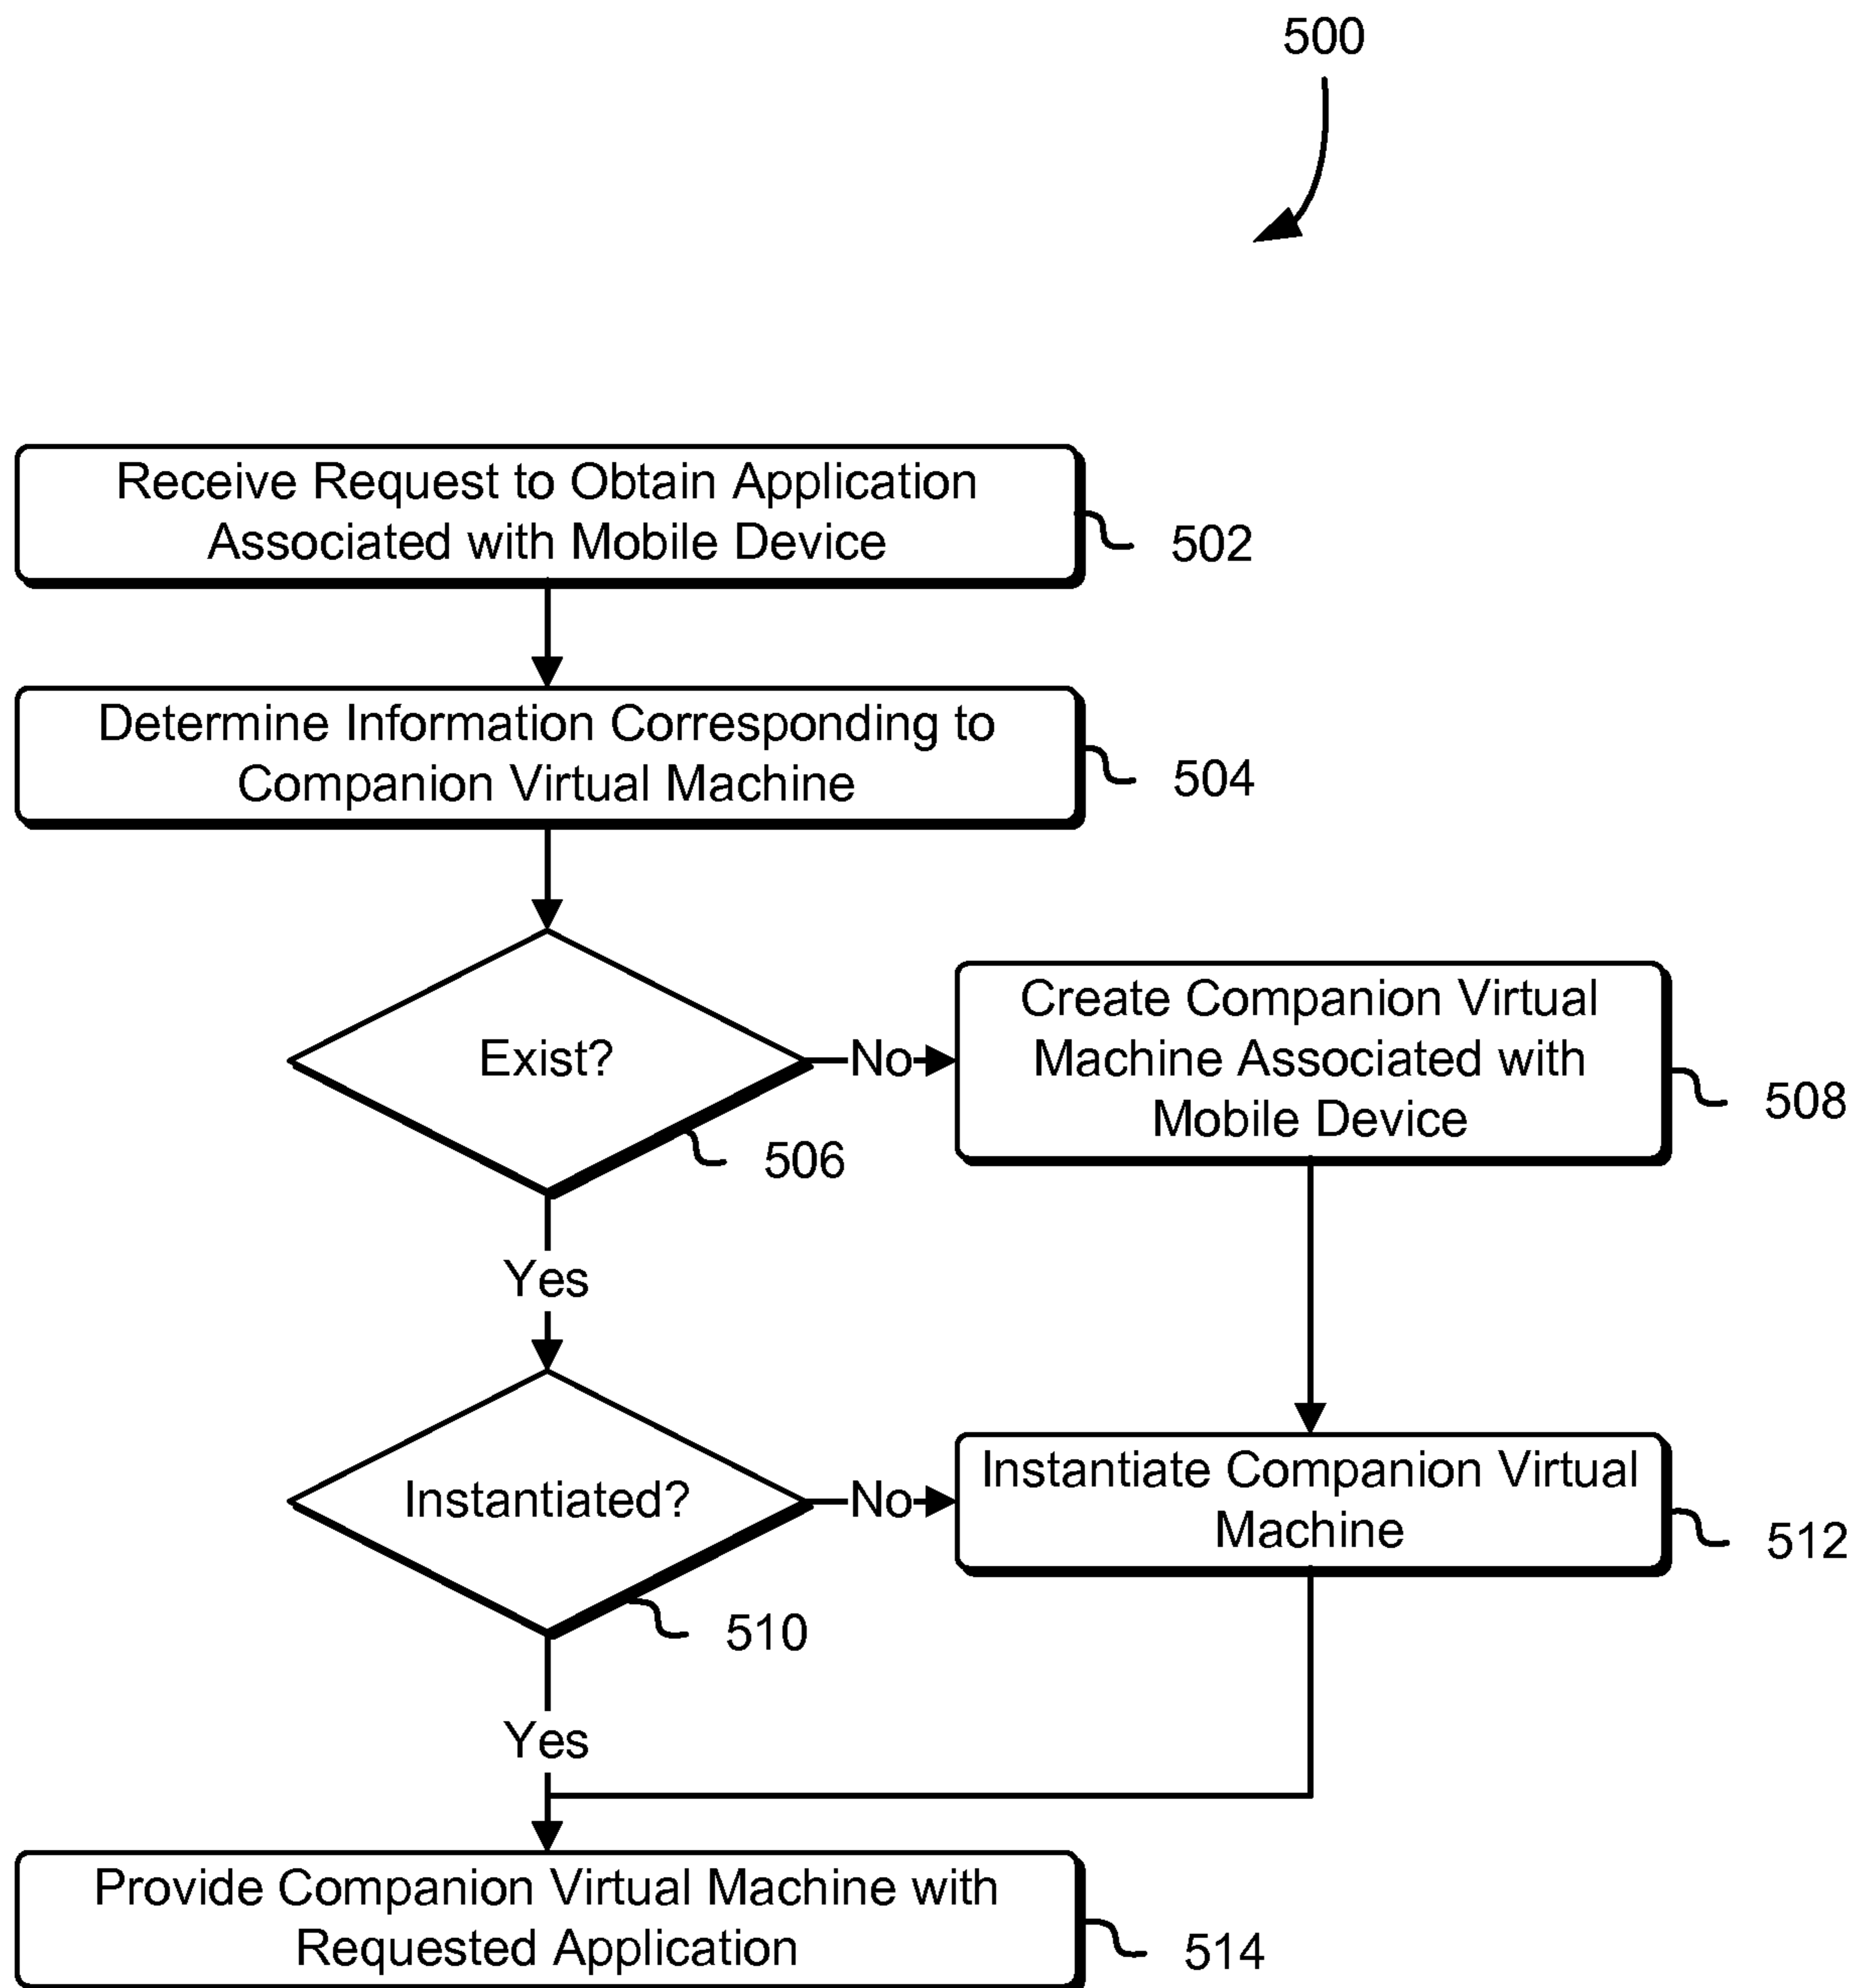 500
Receive Request to Obtain Application
Associated with Mobile Device
502
Determine Information Corresponding to
Companion Virtual Machine
504
Exist?
506
No
Create Companion Virtual
Machine Associated with
Mobile Device
508
Yes
Instantiated?
510
No
Instantiate Companion Virtual
Machine
512
Yes
Provide Companion Virtual Machine with
Requested Application
514